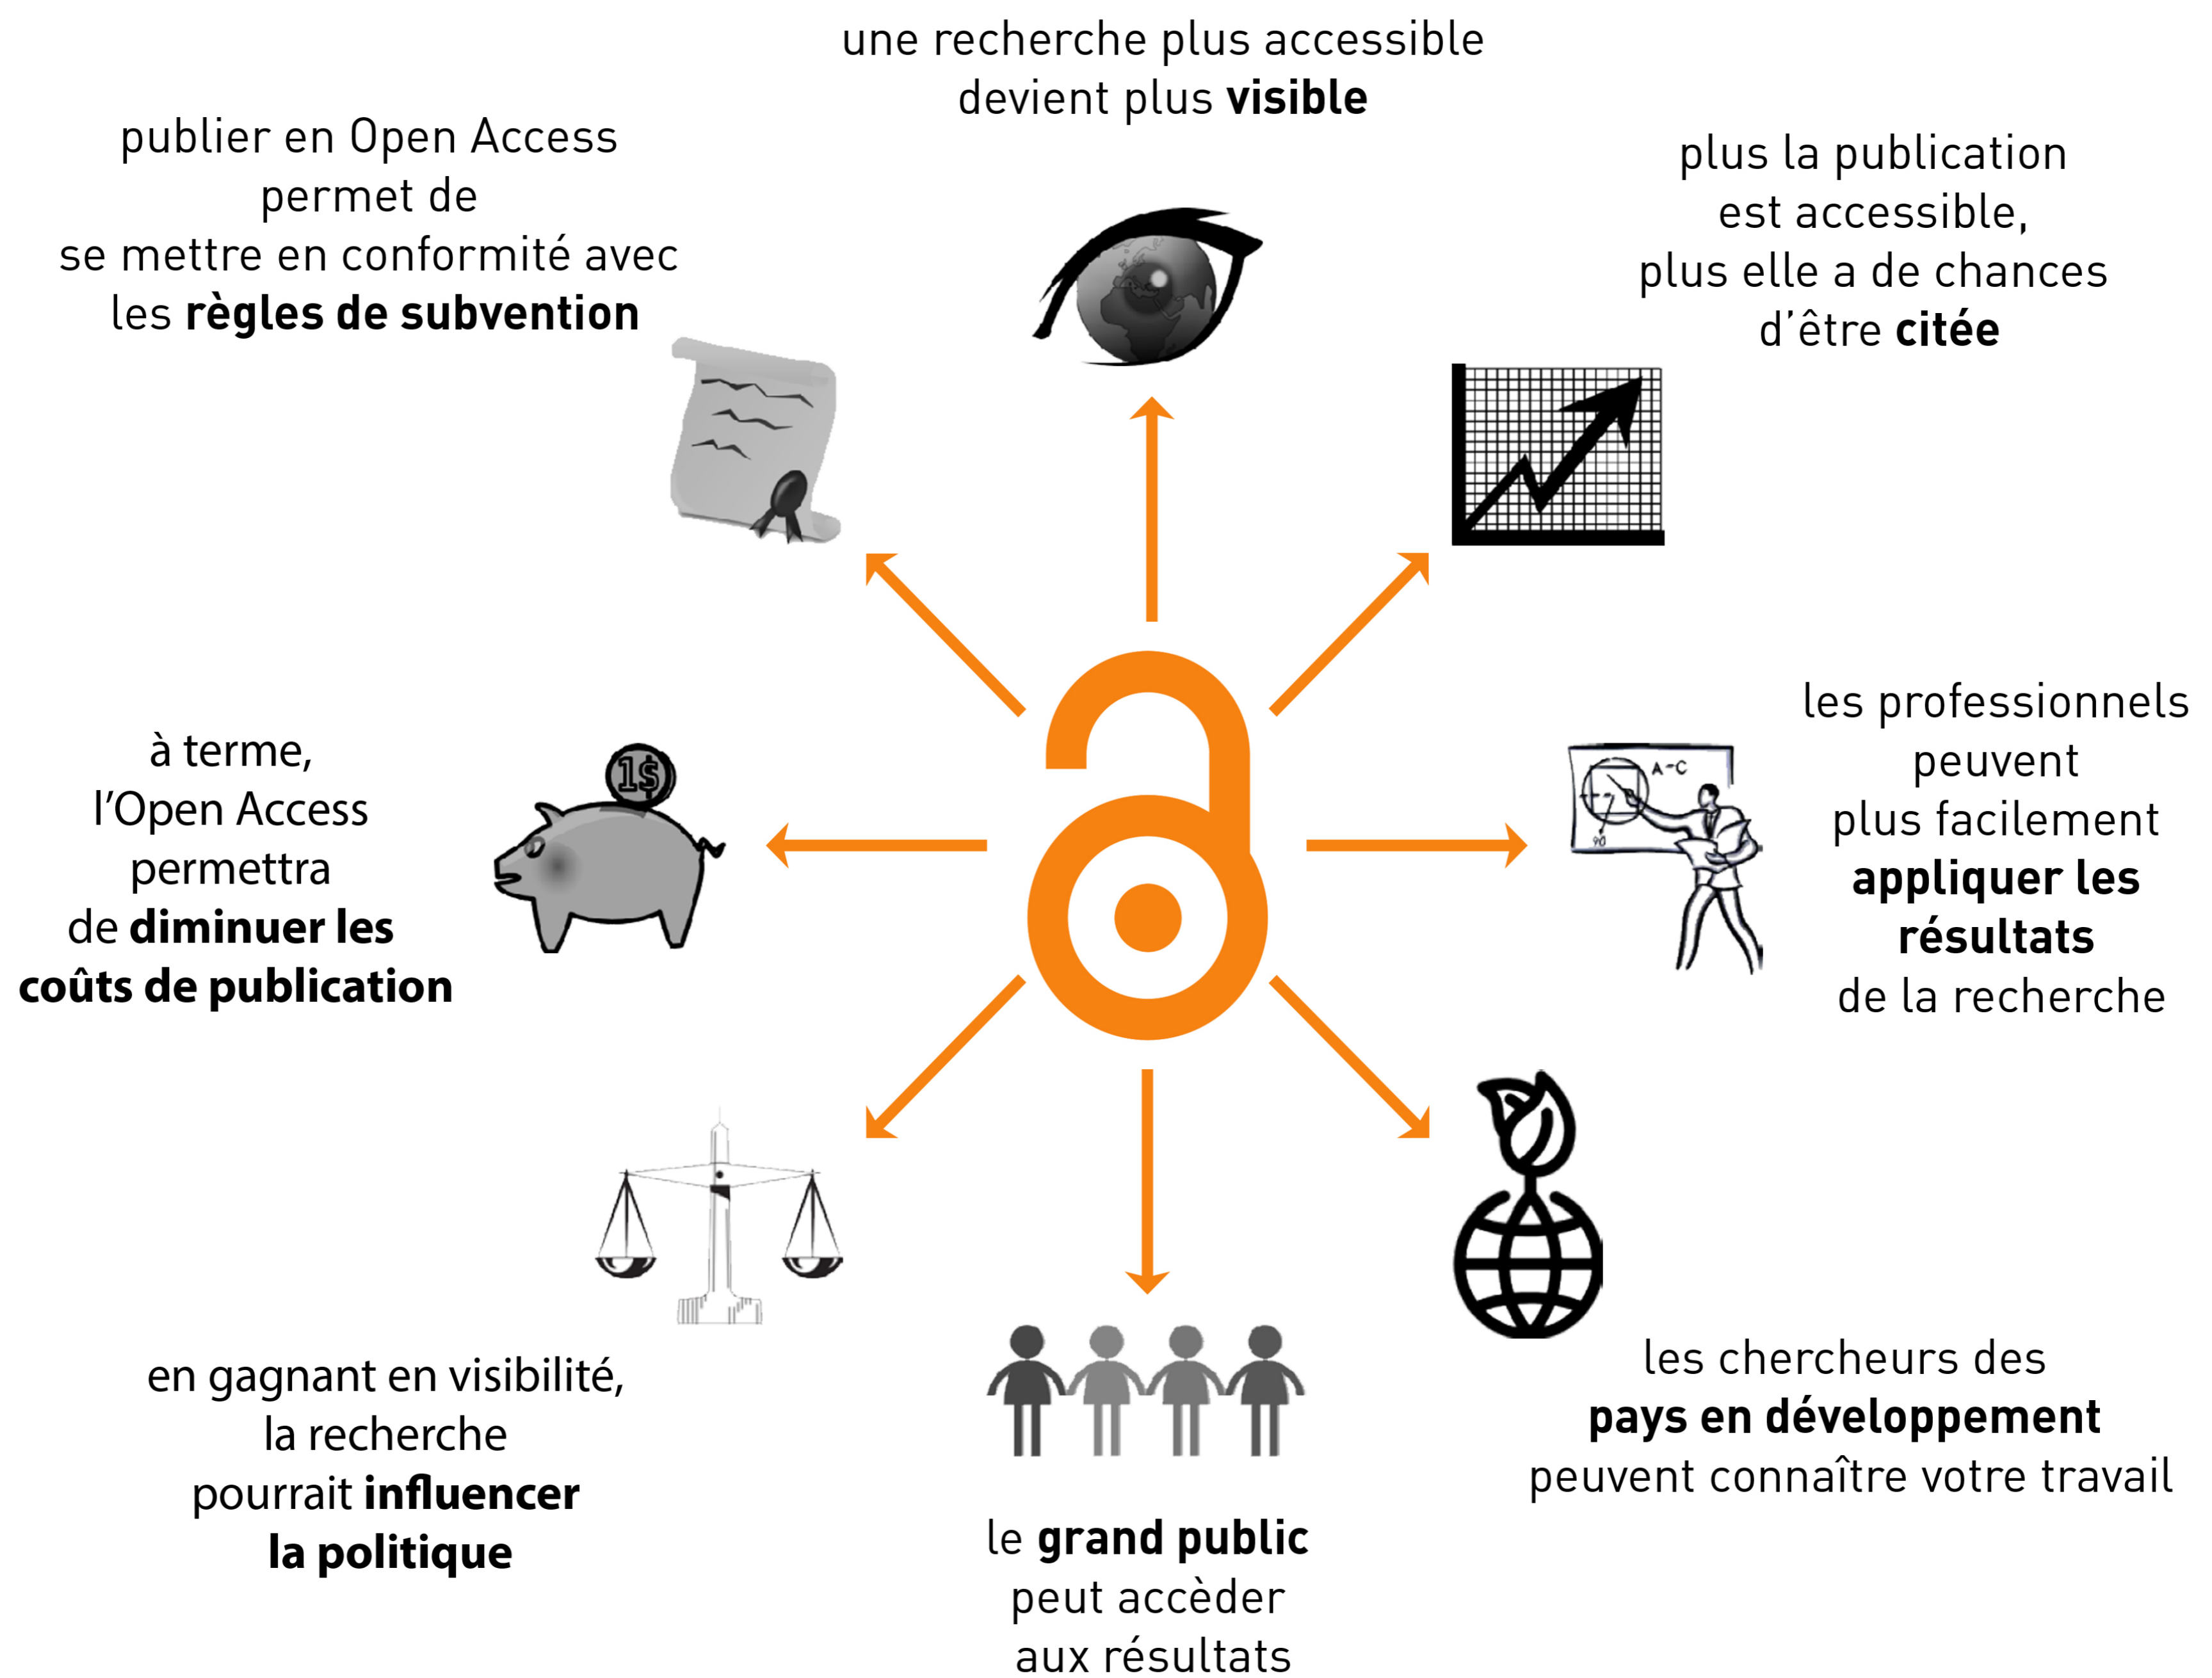 une recherche plus accessible
devient plus visible
publier en Open Access
permet de
se mettre en conformité avec
les règles de subvention
plus la publication
est accessible,
plus elle a de chances
d'être citée
les professionnels
peuvent
plus facilement
appliquer les
résultats
de la recherche
A-C
90
à terme,
l'Open Access
permettra
de diminuer les
coûts de publication
1$
en gagnant en visibilité,
la recherche
pourrait influencer
la politique
les chercheurs des
pays en développement
peuvent connaître votre travail
le grand public
peut accèder
aux résultats